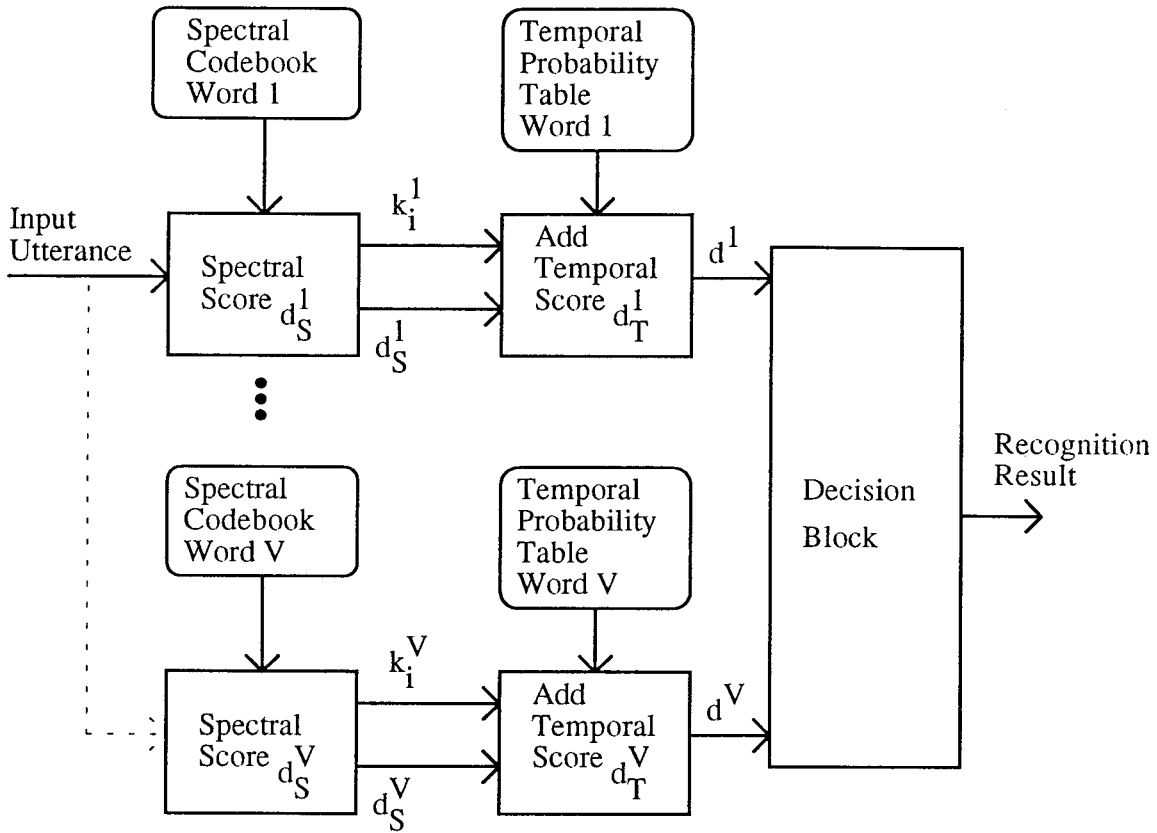 Spectral
Codebook
Word 1
Temporal
Probability
Table
Word 1
Input
Utterance
k_i^1
Spectral
Score d_S^1
d_S^1
Add
Temporal
Score d_T^1
d^1
Spectral
Codebook
Word V
Temporal
Probability
Table
Word V
Decision
Block
Recognition
Result
k_i^V
Spectral
Score d_S^V
d_S^V
Add
Temporal
Score d_T^V
d^V